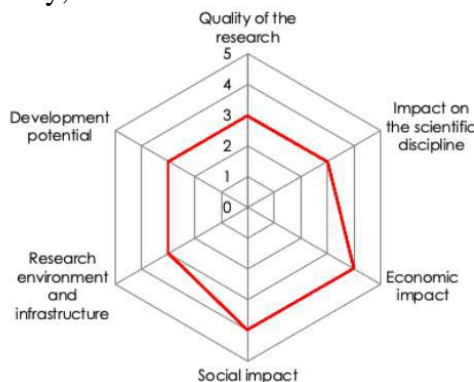 Quality of the
research
5
4
3
2
1
0
Impact on
the scientific
discipline
Economic
impact
Social impact
Research
environment
and
infrastructure
Development
potential